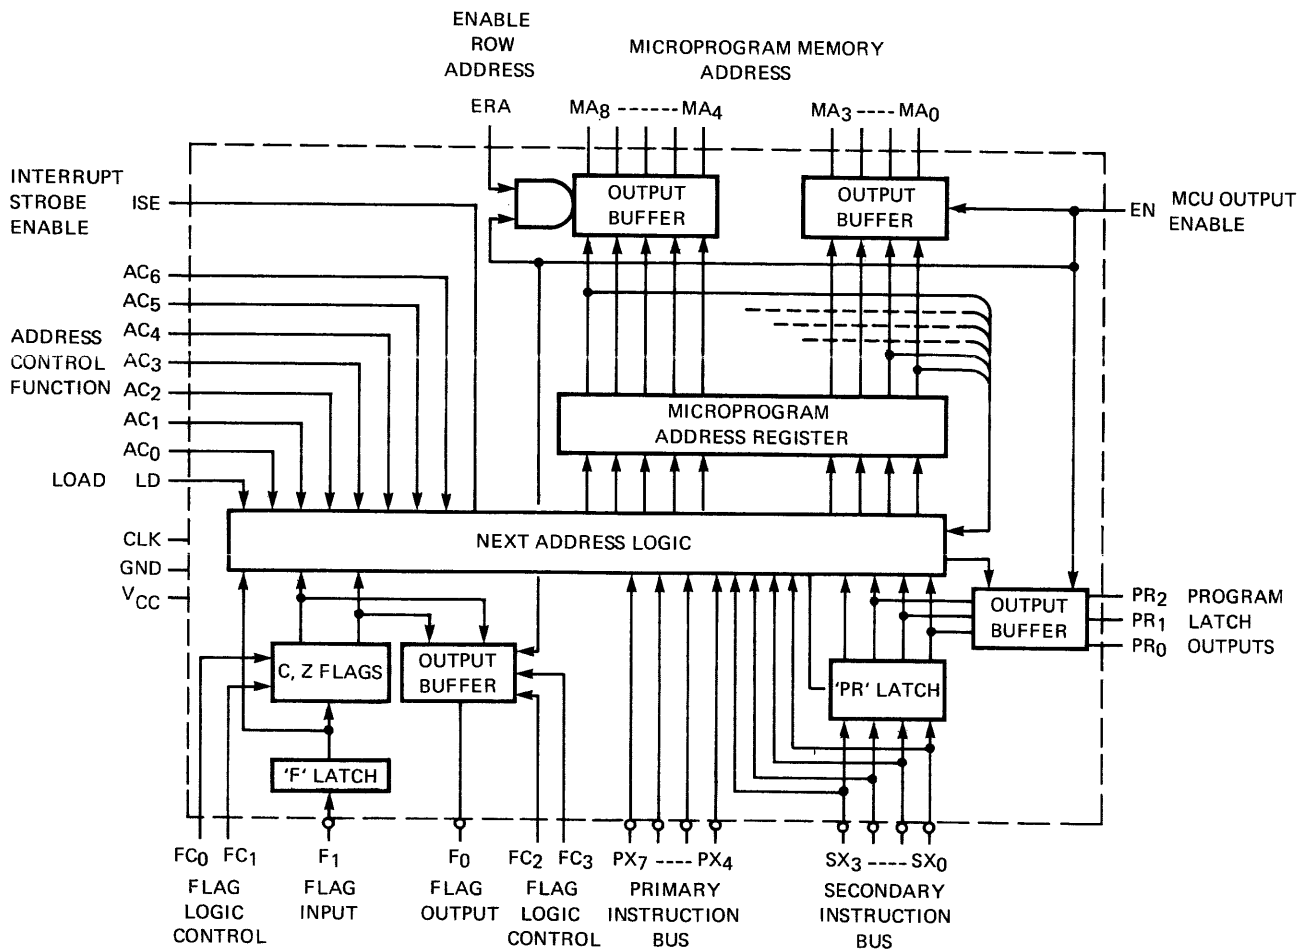 ENABLE
ROW
ADDRESS
ERA
MICROPROGRAM MEMORY
ADDRESS
MA8 ------ MA4
MA3 ----- MA0
INTERRUPT
STROBE
ENABLE
ISE
OUTPUT
BUFFER
OUTPUT
BUFFER
EN
MCU OUTPUT
ENABLE
ADDRESS
CONTROL
FUNCTION
AC6
AC5
AC4
AC3
AC2
AC1
AC0
LOAD LD
CLK
GND
VCC
MICROPROGRAM
ADDRESS REGISTER
NEXT ADDRESS LOGIC
C, Z FLAGS
OUTPUT
BUFFER
'PR' LATCH
OUTPUT
BUFFER
PR2 PROGRAM
PR1 LATCH
PR0 OUTPUTS
'F' LATCH
FC0 FC1
FLAG
LOGIC
CONTROL
F1
FLAG
INPUT
F0
FLAG
OUTPUT
FC2 FC3
FLAG
LOGIC
CONTROL
PX7 ---- PX4
PRIMARY
INSTRUCTION
BUS
SX3 ----- SX0
SECONDARY
INSTRUCTION
BUS